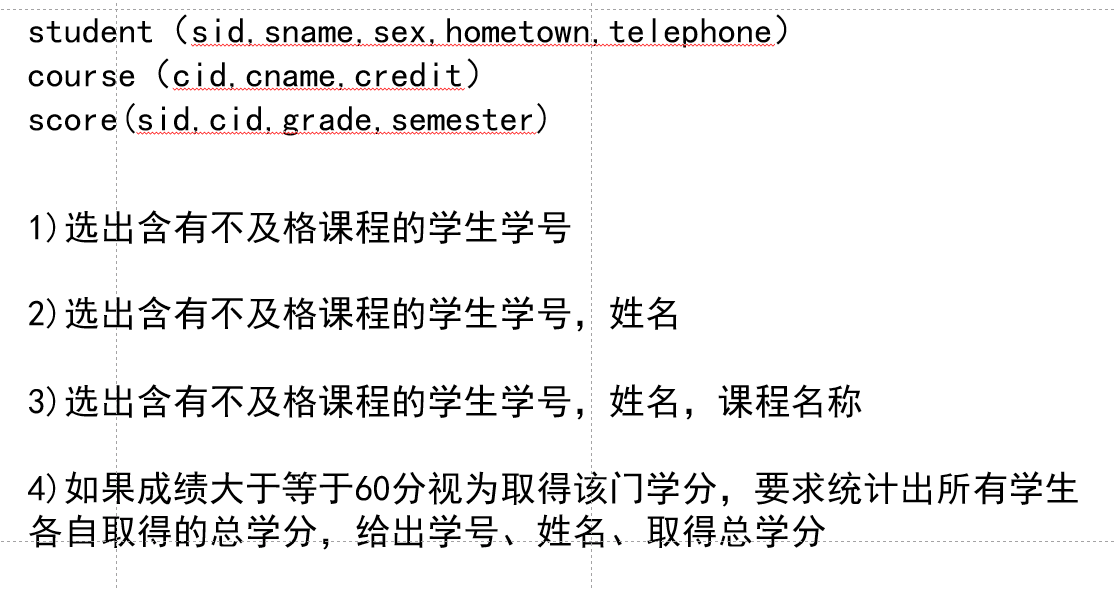 student（sid,sname,sex,hometown,telephone）
course（cid,cname,credit）
score(sid,cid,grade,semester)
1)选出含有不及格课程的学生学号
2)选出含有不及格课程的学生学号，姓名
3)选出含有不及格课程的学生学号，姓名，课程名称
4)如果成绩大于等于60分视为取得该门学分，要求统计出所有学生
各自取得的总学分，给出学号、姓名、取得总学分